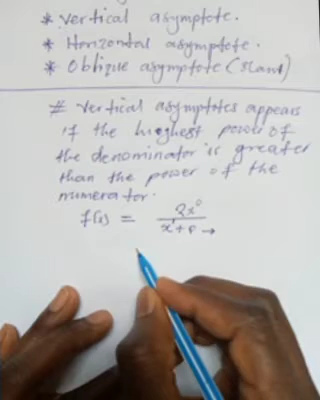 * Vertical asymptote.
* Horizontal asymptote.
* Oblique asymptote (slant)
# Vertical asymptotes appears
if the highest power of
the denominator is greater
than the power of the
numerator.
f(x) = 2x⁰